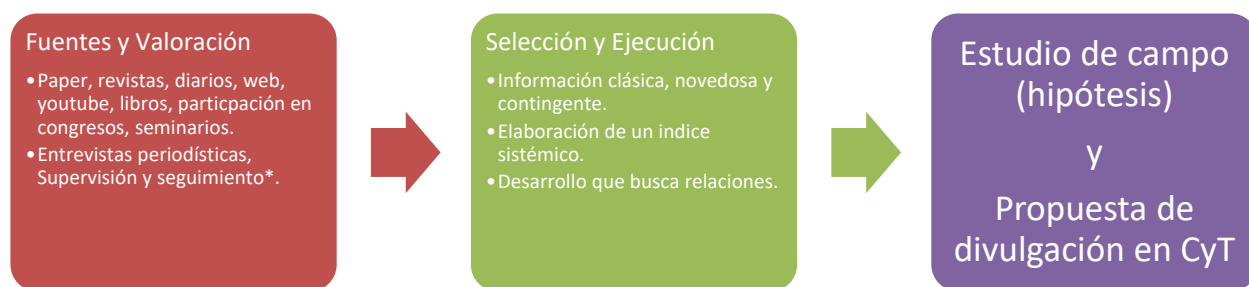 Fuentes y Valoración
•Paper, revistas, diarios, web,
youtube, libros, particpación en
congresos, seminarios.
•Entrevistas periodísticas,
Supervisión y seguimiento*.
Selección y Ejecución
•Información clásica, novedosa y
contingente.
•Elaboración de un indice
sistémico.
•Desarrollo que busca relaciones.
Estudio de campo
(hipótesis)
y
Propuesta de
divulgación en CyT